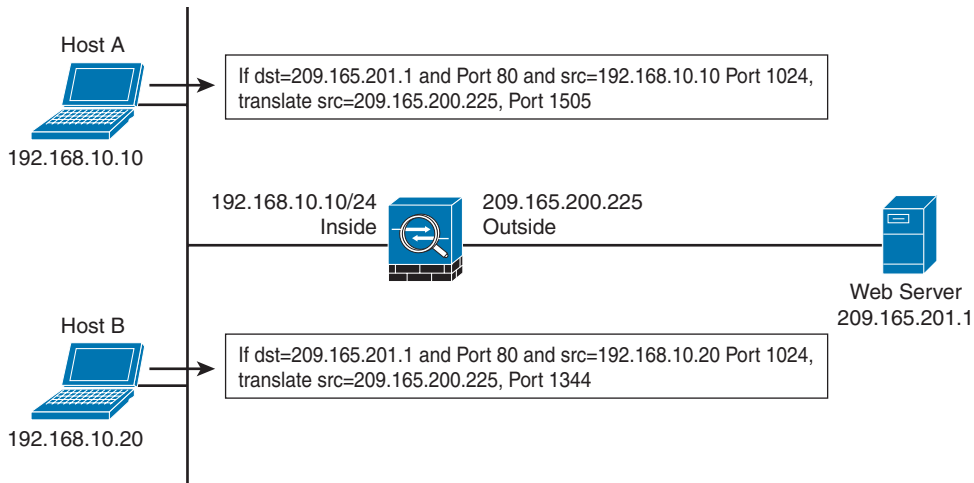 Host A
If dst=209.165.201.1 and Port 80 and src=192.168.10.10 Port 1024,
translate src=209.165.200.225, Port 1505
192.168.10.10
192.168.10.10/24
Inside
209.165.200.225
Outside
Web Server
209.165.201.1
Host B
If dst=209.165.201.1 and Port 80 and src=192.168.10.20 Port 1024,
translate src=209.165.200.225, Port 1344
192.168.10.20